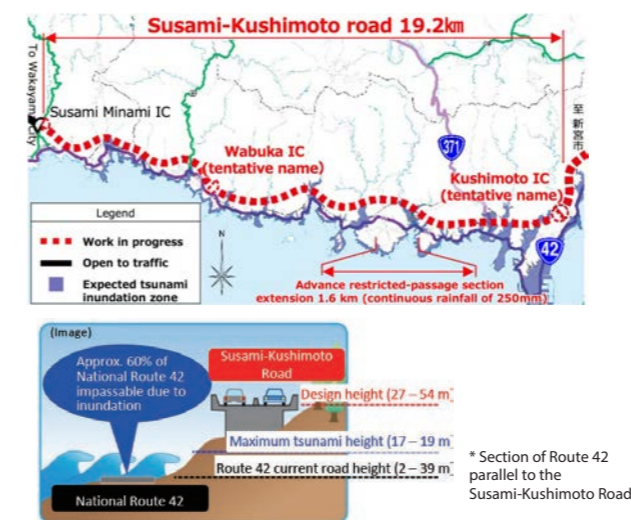 Susami-Kushimoto road 19.2km
To Wakayama City
Susami Minami IC
Wabuka IC
(tentative name)
371
Kushimoto IC
(tentative name)
至 新宮市
42
Legend
Work in progress
Open to traffic
Expected tsunami
inundation zone
N
Advance restricted-passage section
extension 1.6 km (continuous rainfall of 250mm)
(Image)
Approx. 60% of
National Route 42
impassable due to
inundation
Susami-Kushimoto
Road
Design height (27 – 54 m)
Maximum tsunami height (17 – 19 m)
Route 42 current road height (2 – 39 m)
National Route 42
* Section of Route 42
parallel to the
Susami-Kushimoto Road